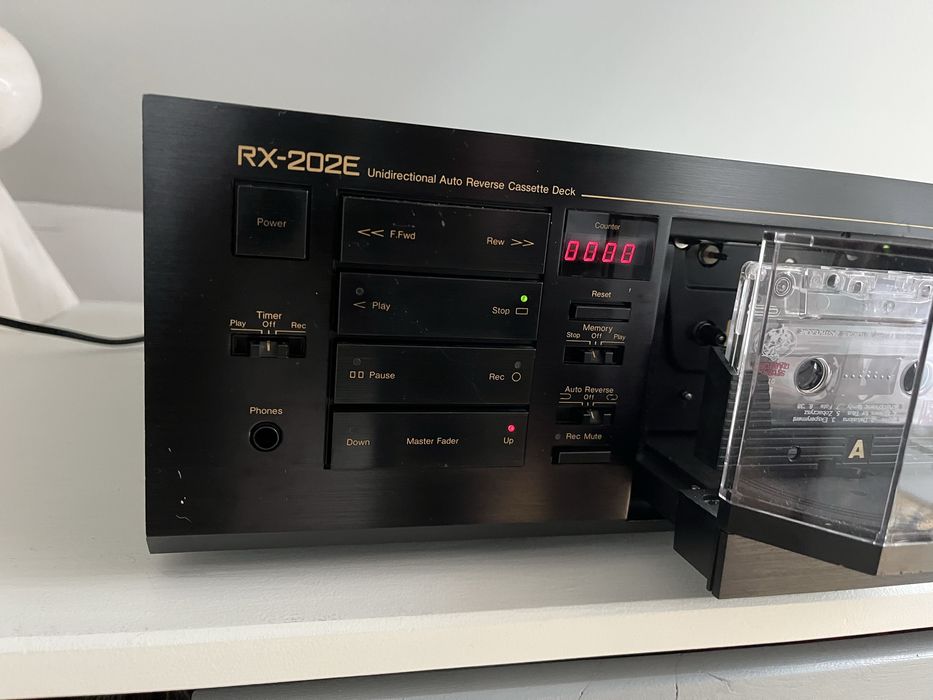 RX-202E Unidirectional Auto Reverse Cassette Deck
Power
<< F.Fwd Rew >>
Counter
0000
< Play Stop
Reset
Timer
Play Off Rec
Memory
Stop Off Play
Pause Rec
Auto Reverse
Off
Phones
Down Master Fader Up
Rec Mute
A